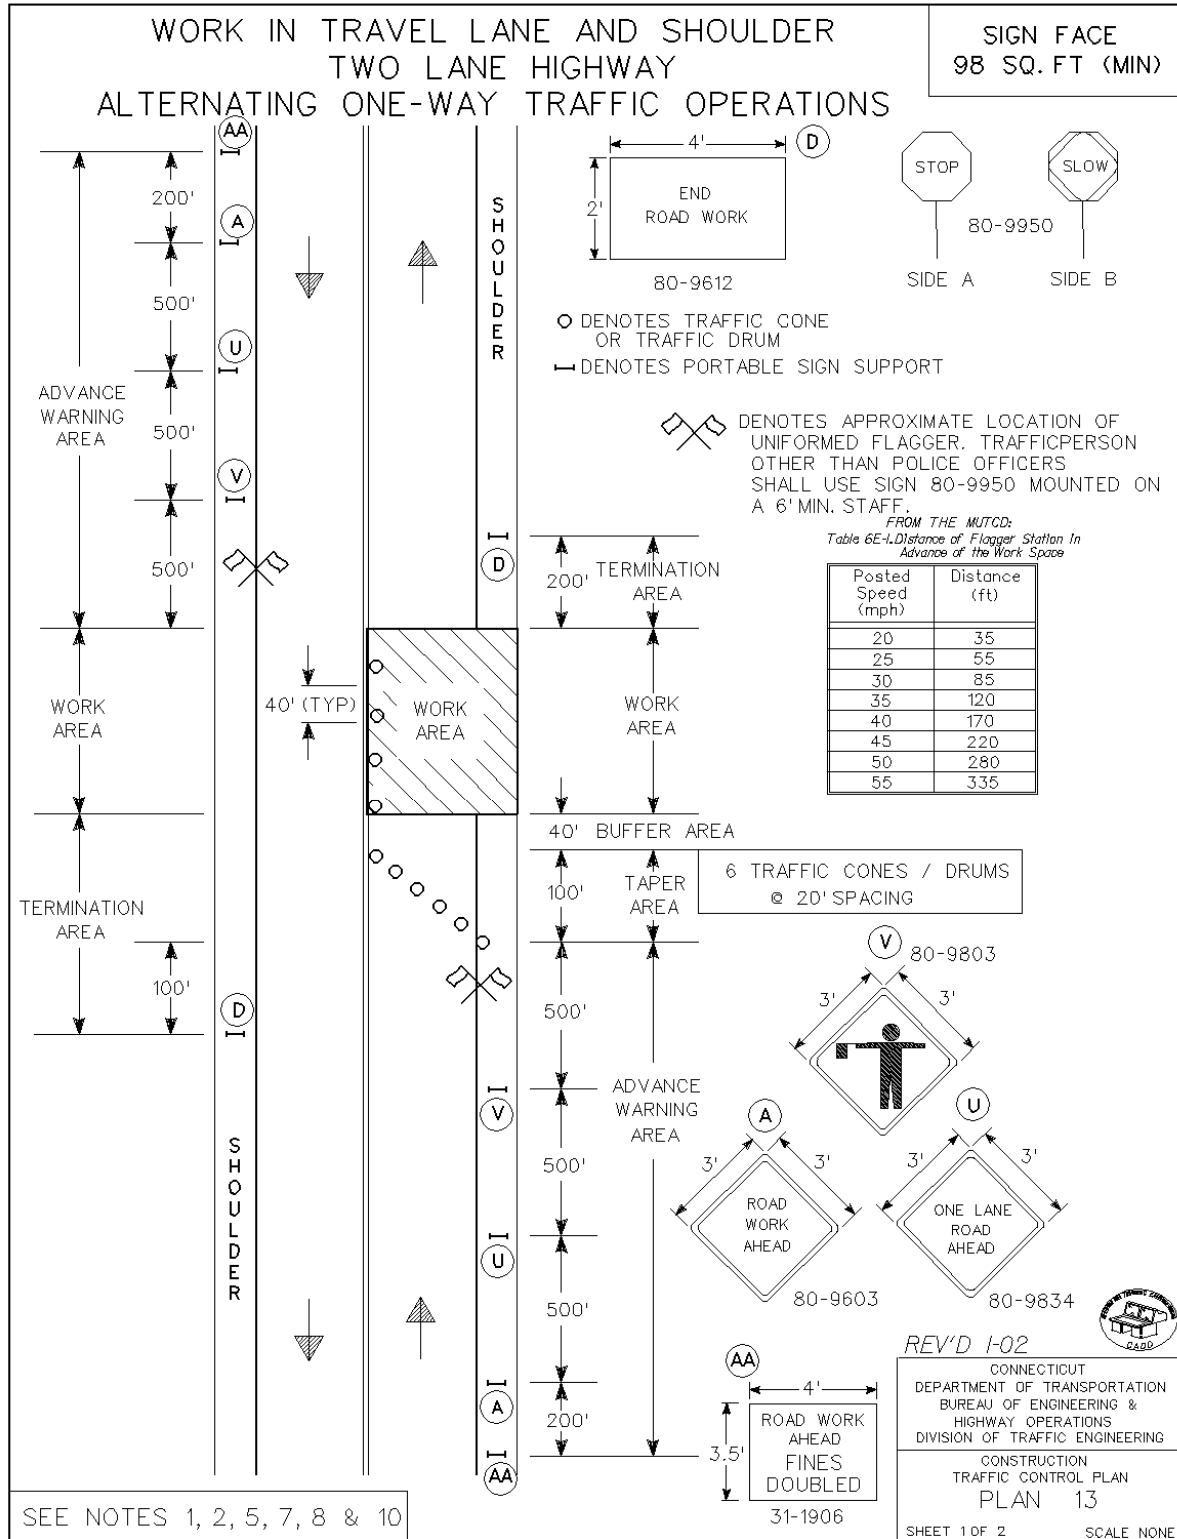 WORK IN TRAVEL LANE AND SHOULDER
TWO LANE HIGHWAY
ALTERNATING ONE-WAY TRAFFIC OPERATIONS
SIGN FACE
98 SQ. FT (MIN)
AA
200'
A
500'
U
500'
V
500'
ADVANCE
WARNING
AREA
WORK
AREA
TERMINATION
AREA
100'
D
SHOULDER
SHOULDER
40' (TYP)
WORK
AREA
D
200'
TERMINATION
AREA
WORK
AREA
40' BUFFER AREA
100'
TAPER
AREA
6 TRAFFIC CONES / DRUMS
@ 20' SPACING
500'
V
500'
U
500'
A
200'
AA
ADVANCE
WARNING
AREA
4'
D
2'
END
ROAD WORK
80-9612
STOP
SLOW
80-9950
SIDE A
SIDE B
DENOTES TRAFFIC CONE
OR TRAFFIC DRUM
DENOTES PORTABLE SIGN SUPPORT
DENOTES APPROXIMATE LOCATION OF
UNIFORMED FLAGGER. TRAFFICPERSON
OTHER THAN POLICE OFFICERS
SHALL USE SIGN 80-9950 MOUNTED ON
A 6' MIN. STAFF.
FROM THE MUTCD:
Table 6E-1. Distance of Flagger Station in
Advance of the Work Space
Posted Speed (mph) Distance (ft)
20 35
25 55
30 85
35 120
40 170
45 220
50 280
55 335
V
80-9803
3' 3'
A
3' 3'
ROAD
WORK
AHEAD
80-9603
U
3' 3'
ONE LANE
ROAD
AHEAD
80-9834
AA
4'
3.5'
ROAD WORK
AHEAD
FINES
DOUBLED
31-1906
CADD
REV'D 1-02
CONNECTICUT
DEPARTMENT OF TRANSPORTATION
BUREAU OF ENGINEERING &
HIGHWAY OPERATIONS
DIVISION OF TRAFFIC ENGINEERING
CONSTRUCTION
TRAFFIC CONTROL PLAN
PLAN 13
SHEET 1 OF 2 SCALE NONE
SEE NOTES 1, 2, 5, 7, 8 & 10